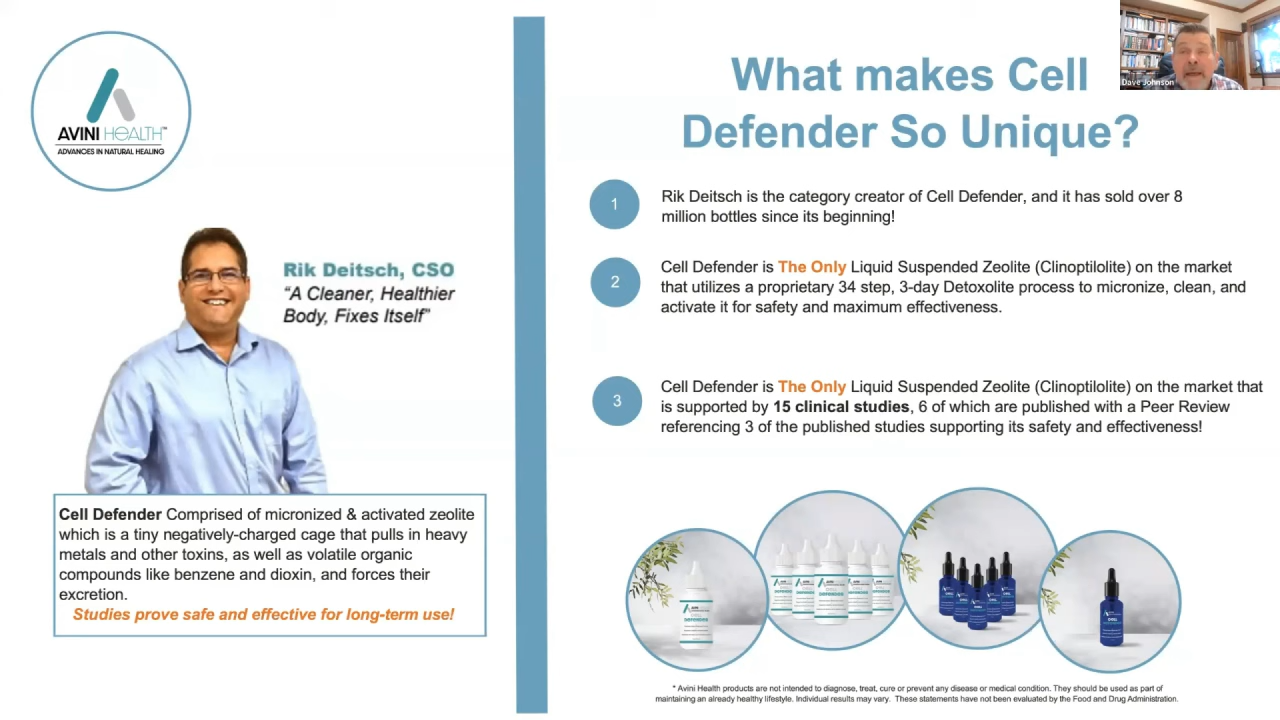 AVINI HEALTH™
ADVANCES IN NATURAL HEALING
Rik Deitsch, CSO
“A Cleaner, Healthier
Body, Fixes Itself”
Cell Defender Comprised of micronized & activated zeolite
which is a tiny negatively-charged cage that pulls in heavy
metals and other toxins, as well as volatile organic
compounds like benzene and dioxin, and forces their
excretion.
Studies prove safe and effective for long-term use!
What makes Cell
Defender So Unique?
Dave Johnson
1
Rik Deitsch is the category creator of Cell Defender, and it has sold over 8
million bottles since its beginning!
2
Cell Defender is The Only Liquid Suspended Zeolite (Clinoptilolite) on the market
that utilizes a proprietary 34 step, 3-day Detoxolite process to micronize, clean, and
activate it for safety and maximum effectiveness.
3
Cell Defender is The Only Liquid Suspended Zeolite (Clinoptilolite) on the market that
is supported by 15 clinical studies, 6 of which are published with a Peer Review
referencing 3 of the published studies supporting its safety and effectiveness!
DEFENDER
* Avini Health products are not intended to diagnose, treat, cure or prevent any disease or medical condition. They should be used as part of
maintaining an already healthy lifestyle. Individual results may vary. These statements have not been evaluated by the Food and Drug Administration.